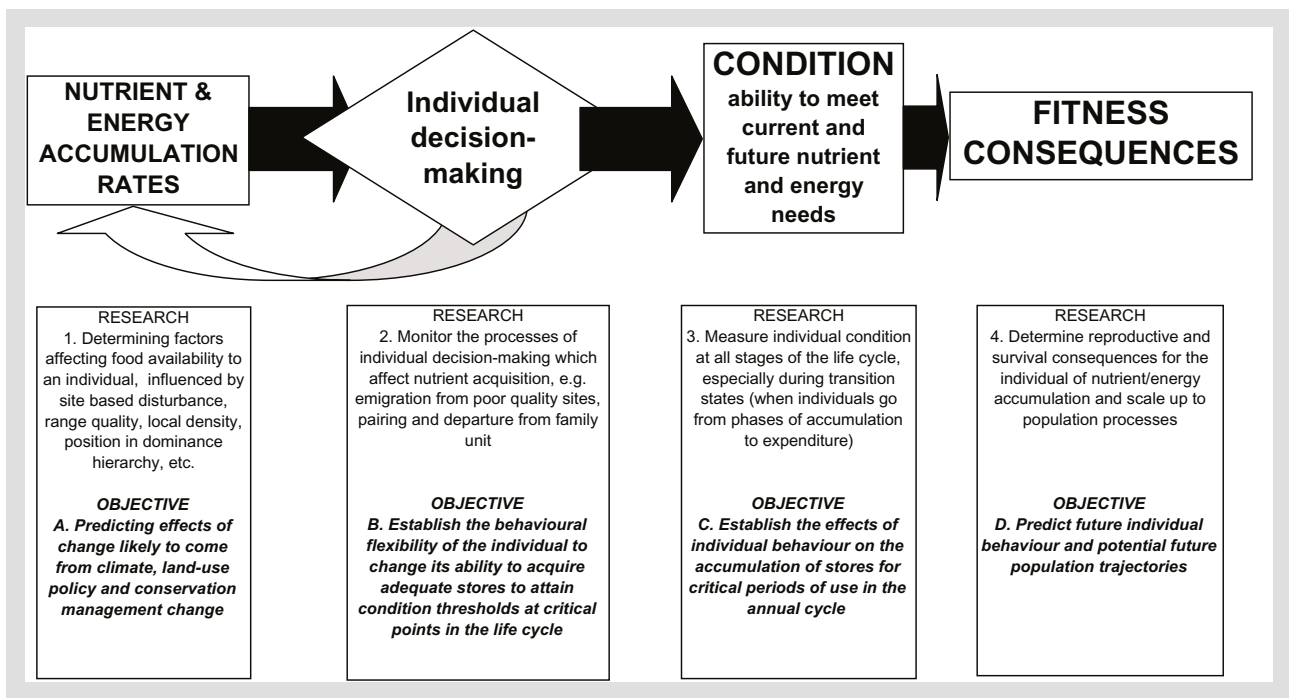 NUTRIENT &
ENERGY
ACCUMULATION
RATES
Individual
decision-
making
CONDITION
ability to meet
current and
future nutrient
and energy
needs
FITNESS
CONSEQUENCES
RESEARCH
1. Determining factors
affecting food availability to
an individual, influenced by
site based disturbance,
range quality, local density,
position in dominance
hierarchy, etc.
OBJECTIVE
A. Predicting effects of
change likely to come
from climate, land-use
policy and conservation
management change
RESEARCH
2. Monitor the processes of
individual decision-making which
affect nutrient acquisition, e.g.
emigration from poor quality sites,
pairing and departure from family
unit
OBJECTIVE
B. Establish the behavioural
flexibility of the individual to
change its ability to acquire
adequate stores to attain
condition thresholds at critical
points in the life cycle
RESEARCH
3. Measure individual condition
at all stages of the life cycle,
especially during transition
states (when individuals go
from phases of accumulation
to expenditure)
OBJECTIVE
C. Establish the effects of
individual behaviour on the
accumulation of stores for
critical periods of use in the
annual cycle
RESEARCH
4. Determine reproductive and
survival consequences for the
individual of nutrient/energy
accumulation and scale up to
population processes
OBJECTIVE
D. Predict future individual
behaviour and potential future
population trajectories